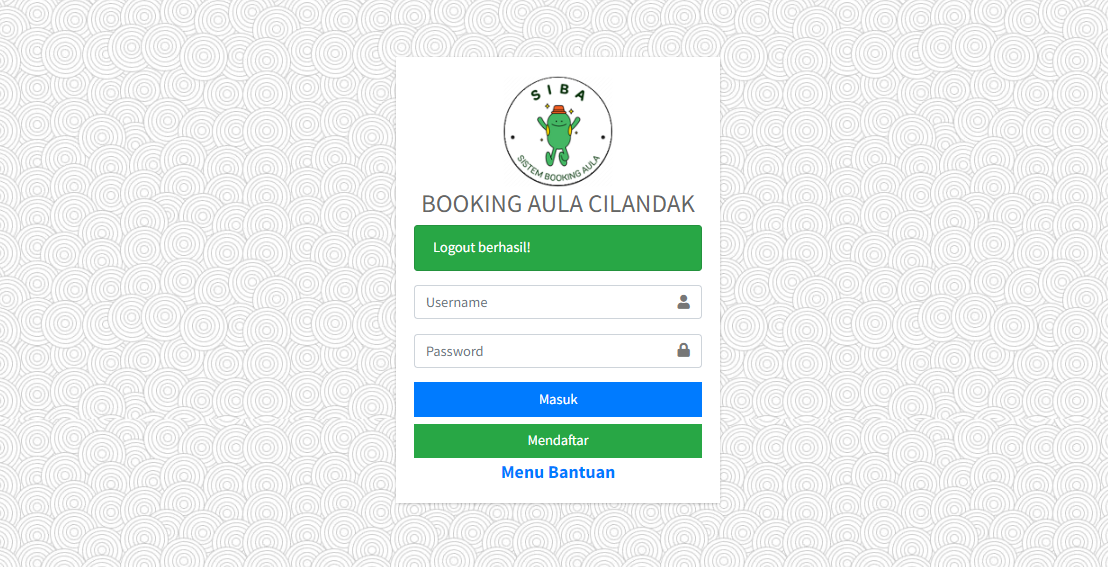 SIBA
SISTEM BOOKING AULA
BOOKING AULA CILANDAK
Logout berhasil!
Username
Password
Masuk
Mendaftar
Menu Bantuan